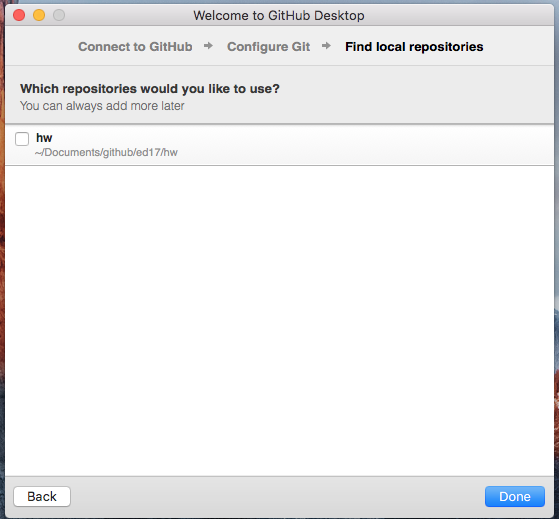 Welcome to GitHub Desktop
Connect to GitHub → Configure Git → Find local repositories
Which repositories would you like to use?
You can always add more later
hw
~/Documents/github/ed17/hw
Back Done